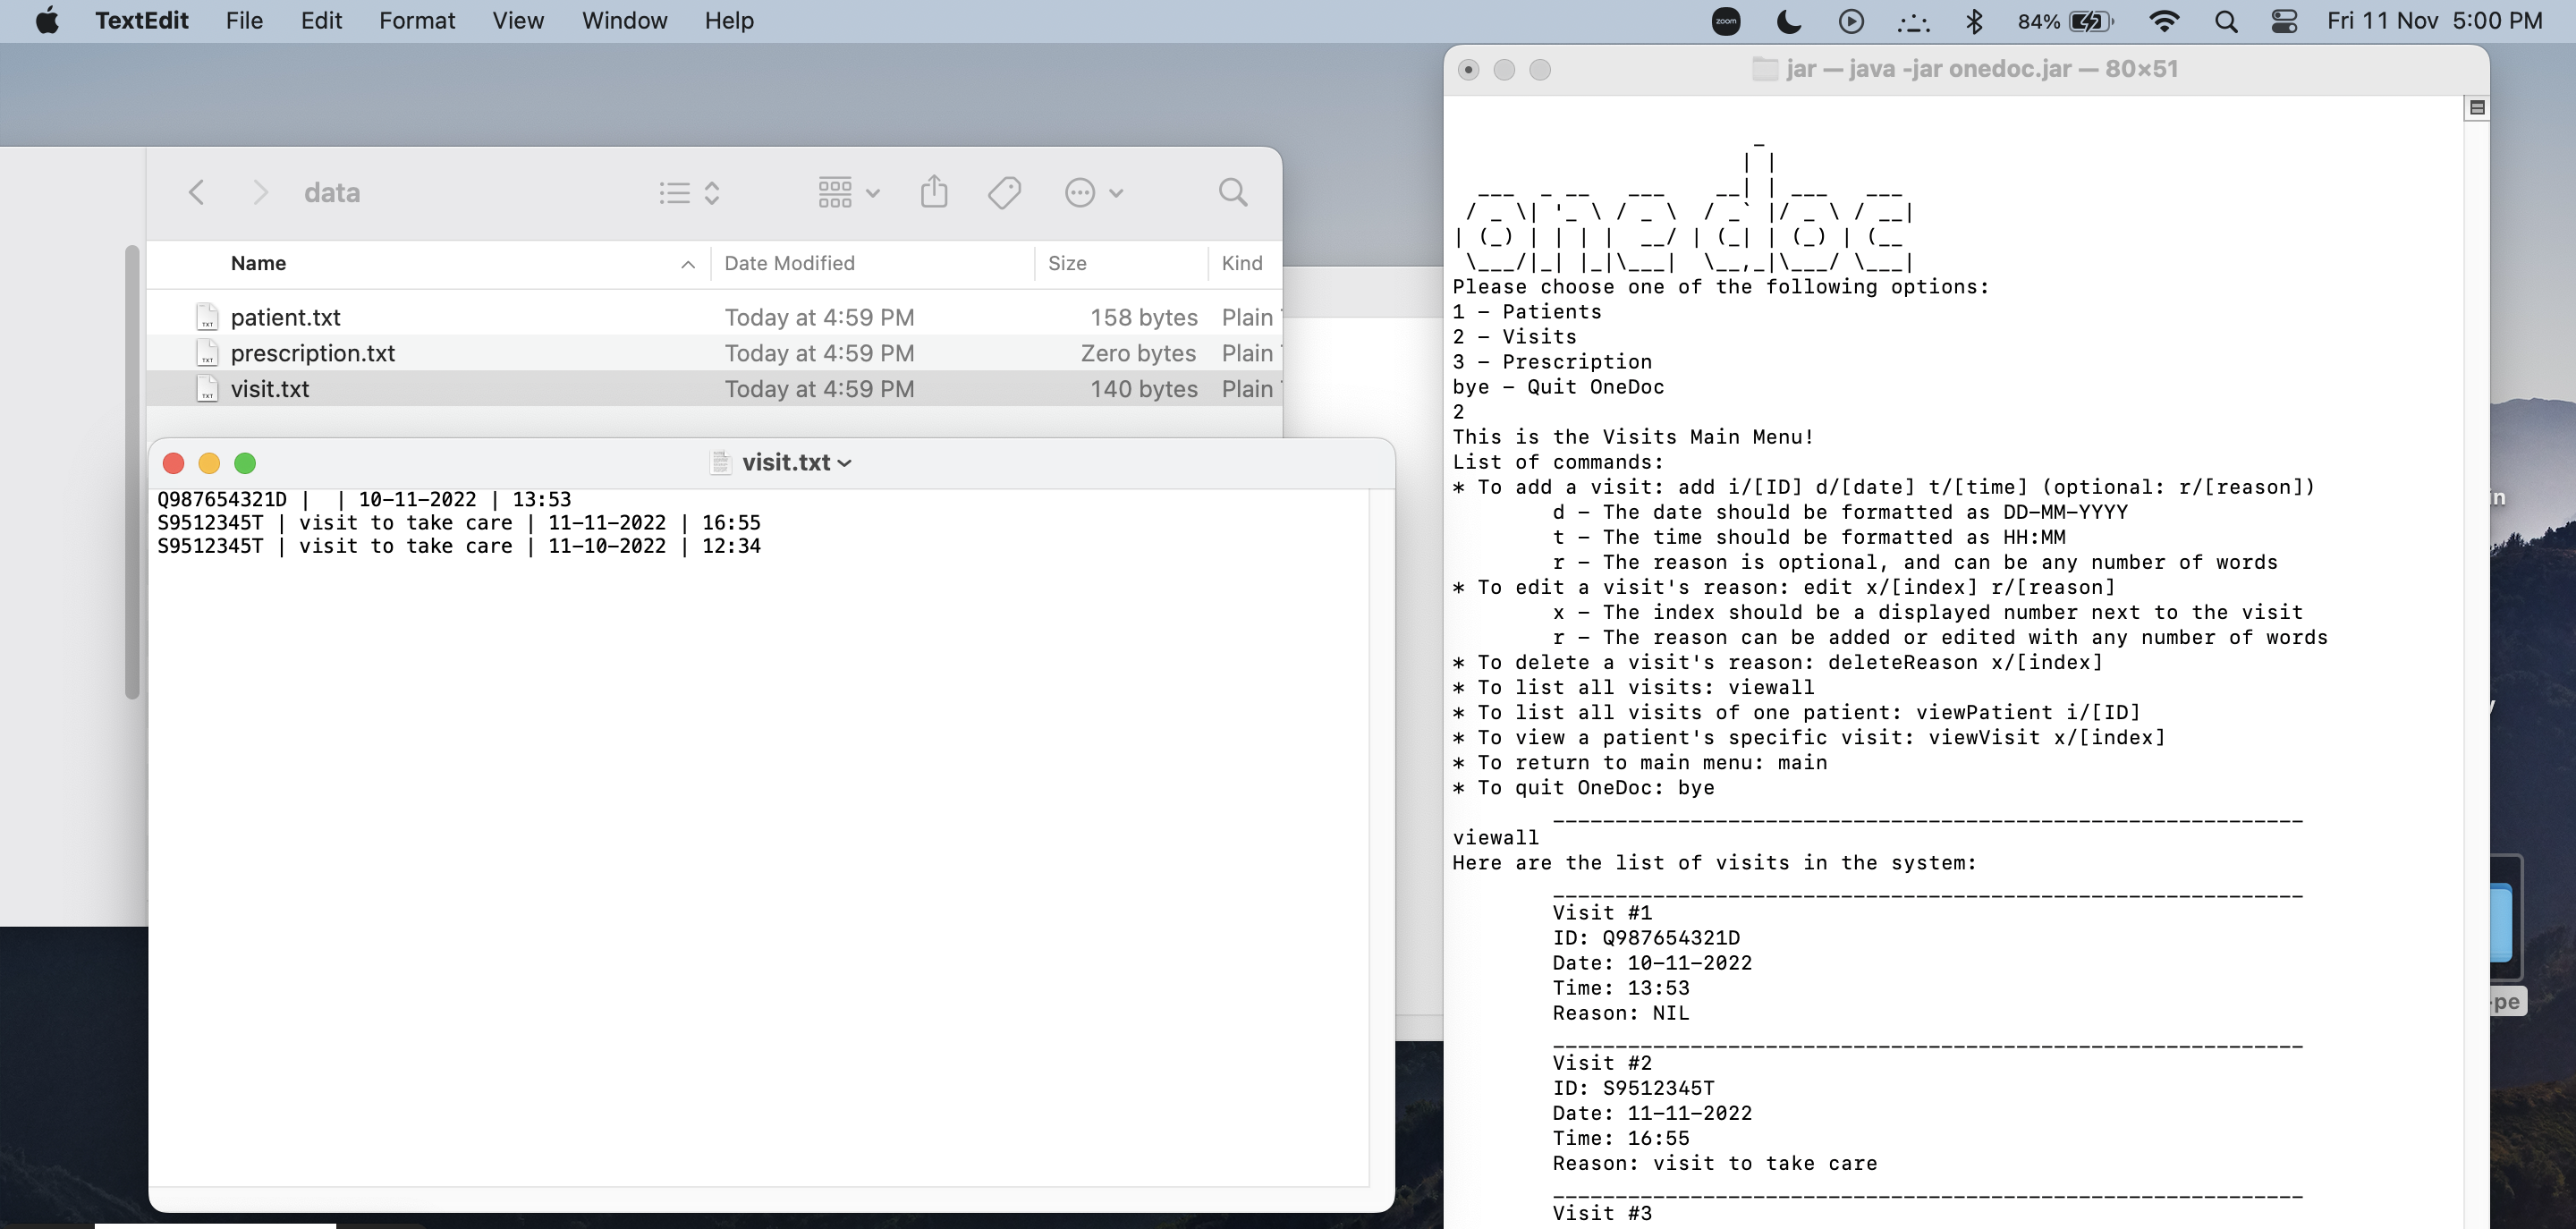 TextEdit File Edit Format View Window Help
zoom 84% Fri 11 Nov 5:00 PM
data
Name Date Modified Size Kind
patient.txt Today at 4:59 PM 158 bytes Plain
prescription.txt Today at 4:59 PM Zero bytes Plain
visit.txt Today at 4:59 PM 140 bytes Plain
visit.txt
Q987654321D | | 10-11-2022 | 13:53
S9512345T | visit to take care | 11-11-2022 | 16:55
S9512345T | visit to take care | 11-10-2022 | 12:34
jar — java -jar onedoc.jar — 80×51
onedoc
Please choose one of the following options:
1 - Patients
2 - Visits
3 - Prescription
bye - Quit OneDoc
2
This is the Visits Main Menu!
List of commands:
* To add a visit: add i/[ID] d/[date] t/[time] (optional: r/[reason])
d - The date should be formatted as DD-MM-YYYY
t - The time should be formatted as HH:MM
r - The reason is optional, and can be any number of words
* To edit a visit's reason: edit x/[index] r/[reason]
x - The index should be a displayed number next to the visit
r - The reason can be added or edited with any number of words
* To delete a visit's reason: deleteReason x/[index]
* To list all visits: viewall
* To list all visits of one patient: viewPatient i/[ID]
* To view a patient's specific visit: viewVisit x/[index]
* To return to main menu: main
* To quit OneDoc: bye
____________________________________________________________
viewall
Here are the list of visits in the system:
____________________________________________________________
Visit #1
ID: Q987654321D
Date: 10-11-2022
Time: 13:53
Reason: NIL
____________________________________________________________
Visit #2
ID: S9512345T
Date: 11-11-2022
Time: 16:55
Reason: visit to take care
____________________________________________________________
Visit #3